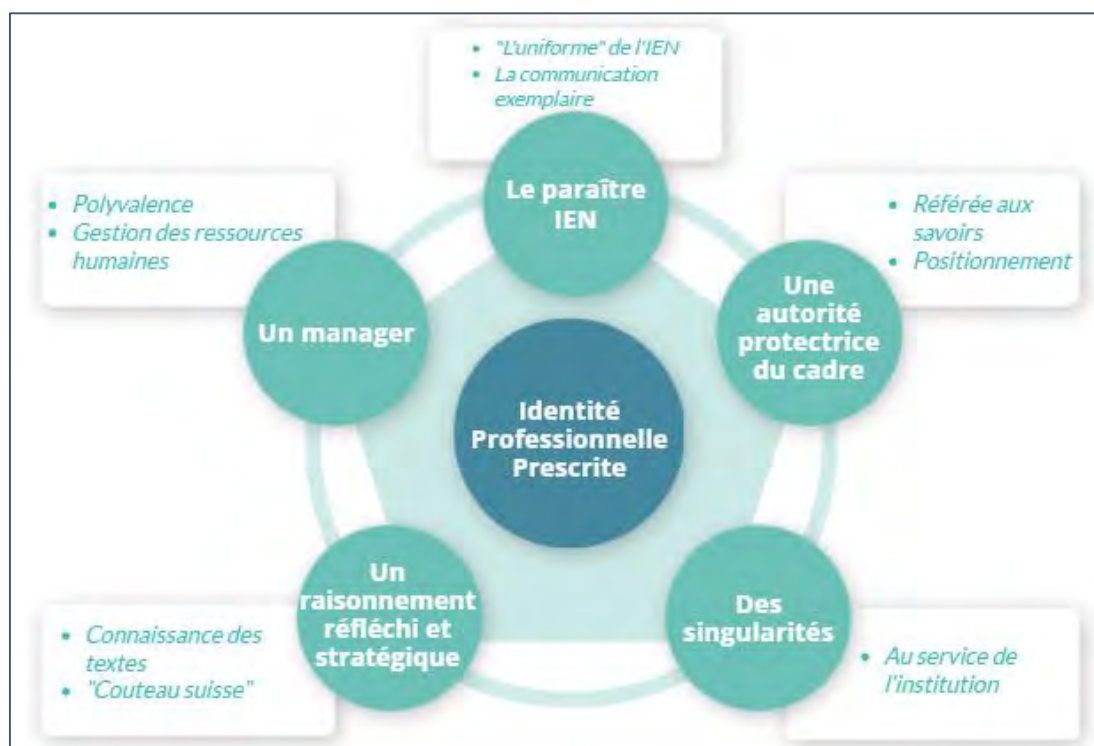 • "L'uniforme" de l'IEN
• La communication
exemplaire
Le paraître
IEN
• Polyvalence
• Gestion des ressources
humaines
Un manager
• Référée aux
savoirs
• Positionnement
Une
autorité
protectrice
du cadre
Identité
Professionnelle
Prescrite
Un
raisonnement
réfléchi et
stratégique
• Connaissance des
textes
• "Couteau suisse"
Des
singularités
• Au service de
l'institution